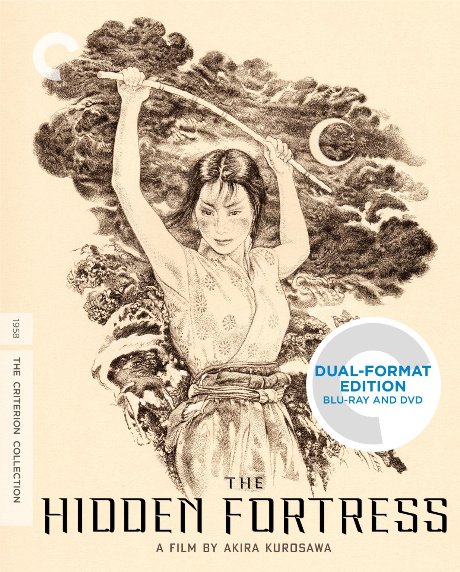 1958
THE CRITERION COLLECTION
DUAL-FORMAT
EDITION
BLU-RAY AND DVD
THE
HIDDEN FORTRESS
A FILM BY AKIRA KUROSAWA